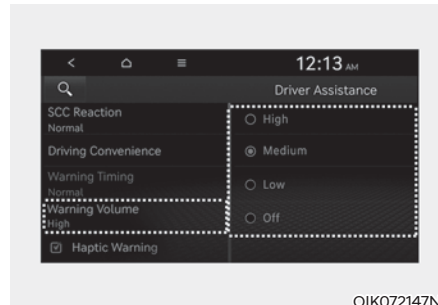 12:13 AM
Driver Assistance
SCC Reaction
Normal
Driving Convenience
Warning Timing
Normal
Warning Volume
High
Haptic Warning
High
Medium
Low
Off
OIK072147N